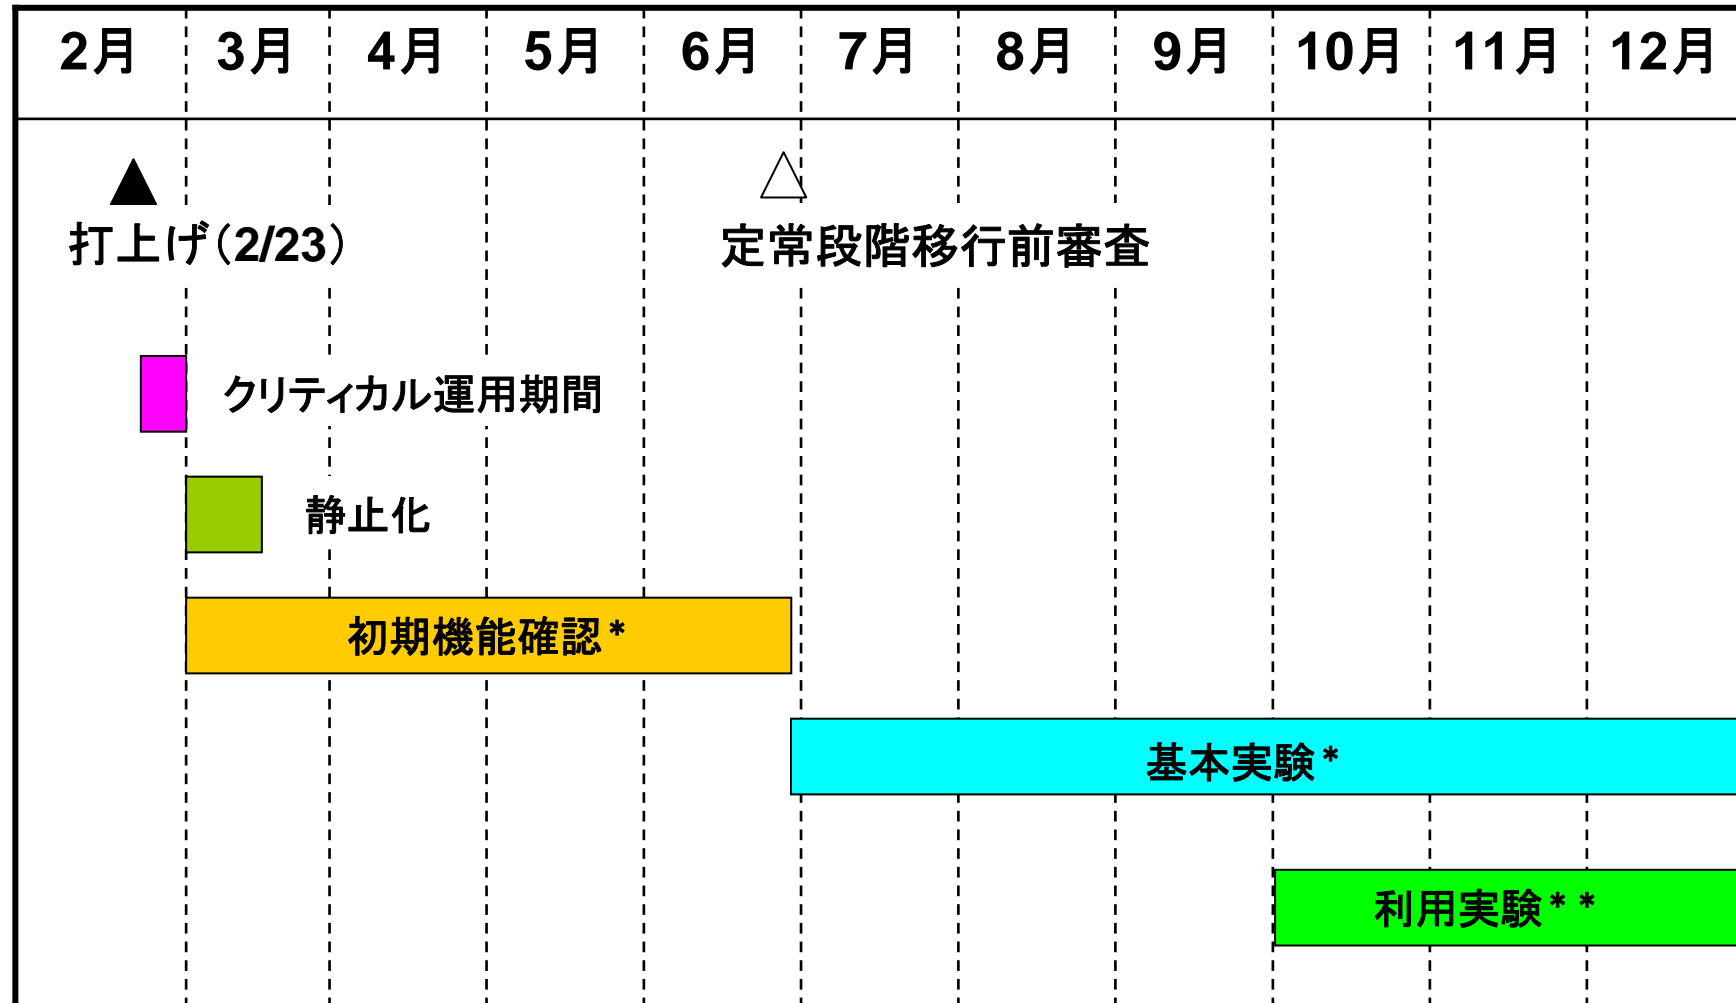 2月 3月 4月 5月 6月 7月 8月 9月 10月 11月 12月
打上げ（2/23）
定常段階移行前審査
クリティカル運用期間
静止化
初期機能確認*
基本実験*
利用実験**